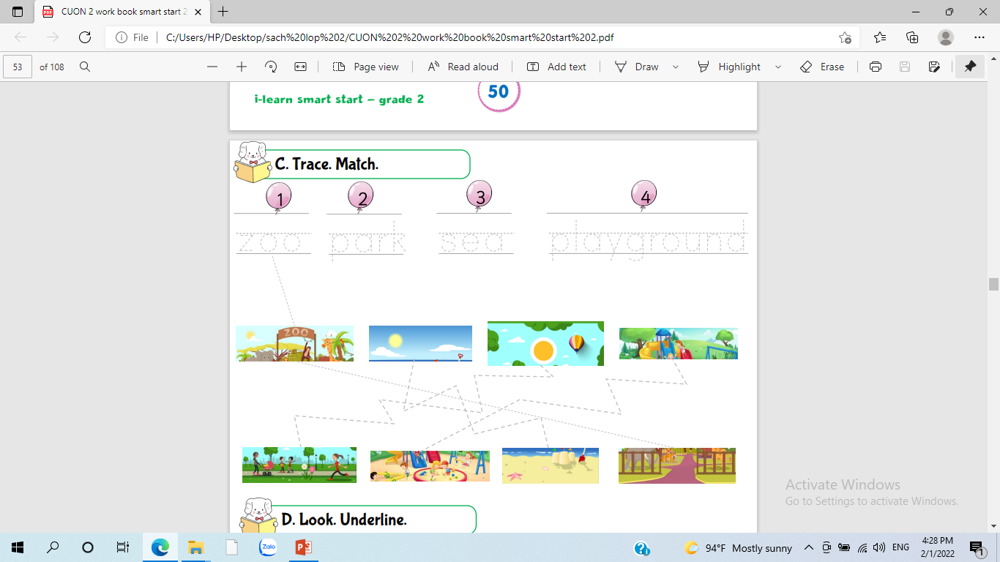 CUON 2 work book smart start 2
File C:/Users/HP/Desktop/sach%20lop%202/CUON%202%20work%20book%20smart%20start%202.pdf
53 of 108 Page view Read aloud Add text Draw Highlight Erase
i-learn smart start – grade 2 50
C. Trace. Match.
1 2 3 4
zoo park sea playground
ZOO
Activate Windows
Go to Settings to activate Windows.
D. Look. Underline.
Zalo 94°F Mostly sunny ENG 4:28 PM
2/1/2022 1